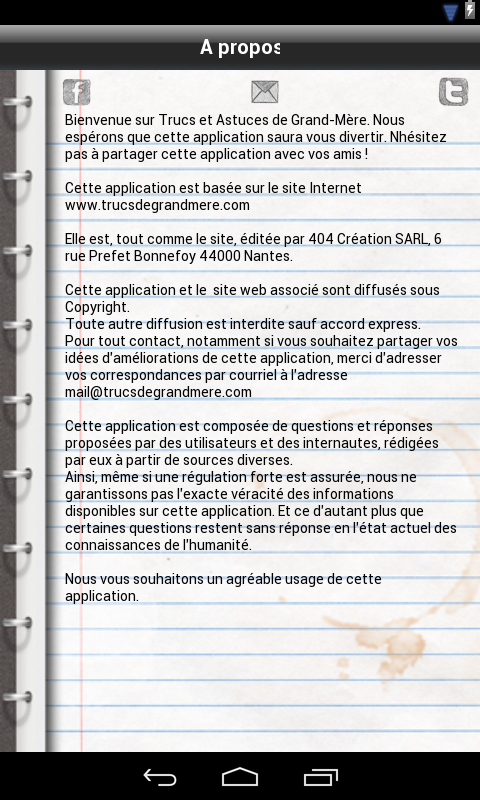 A propos
Bienvenue sur Trucs et Astuces de Grand-Mère. Nous
espérons que cette application saura vous divertir. Nhésitez
pas à partager cette application avec vos amis !
Cette application est basée sur le site Internet
www.trucsdegrandmere.com
Elle est, tout comme le site, éditée par 404 Création SARL, 6
rue Prefet Bonnefoy 44000 Nantes.
Cette application et le  site web associé sont diffusés sous
Copyright.
Toute autre diffusion est interdite sauf accord express.
Pour tout contact, notamment si vous souhaitez partager vos
idées d'améliorations de cette application, merci d'adresser
vos correspondances par courriel à l'adresse
mail@trucsdegrandmere.com
Cette application est composée de questions et réponses
proposées par des utilisateurs et des internautes, rédigées
par eux à partir de sources diverses.
Ainsi, même si une régulation forte est assurée, nous ne
garantissons pas l'exacte véracité des informations
disponibles sur cette application. Et ce d'autant plus que
certaines questions restent sans réponse en l'état actuel des
connaissances de l'humanité.
Nous vous souhaitons un agréable usage de cette
application.